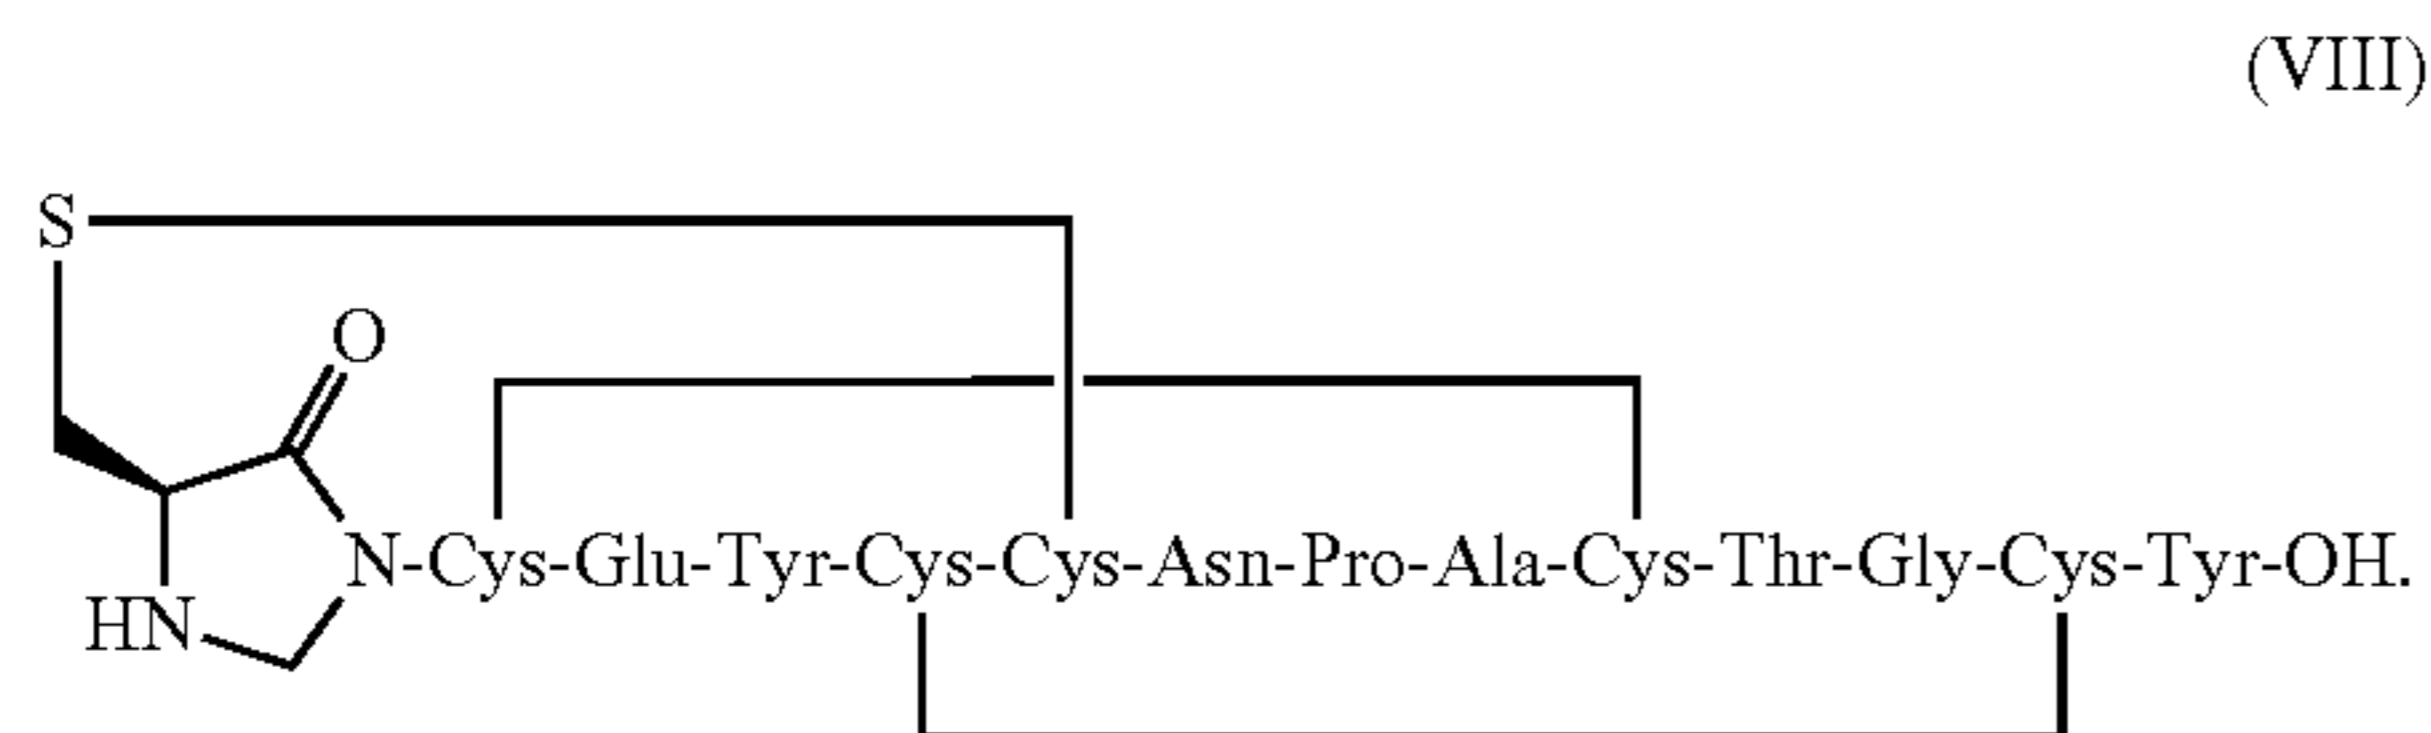 (VIII)
S
O
N-Cys-Glu-Tyr-Cys-Cys-Asn-Pro-Ala-Cys-Thr-Gly-Cys-Tyr-OH.
HN